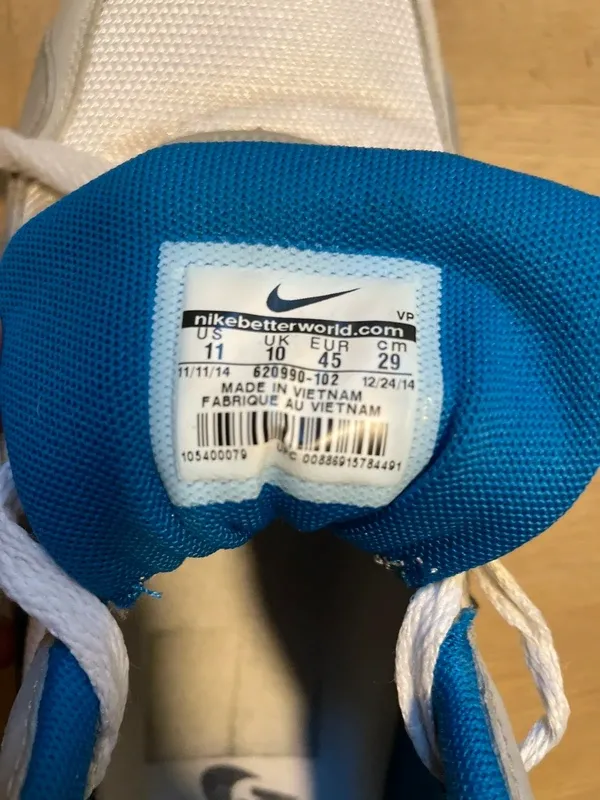 VP
nikebetterworld.com
US UK EUR cm
11 10 45 29
11/11/14 620990-102 12/24/14
MADE IN VIETNAM
FABRIQUE AU VIETNAM
105400079 UPC 00886915784491